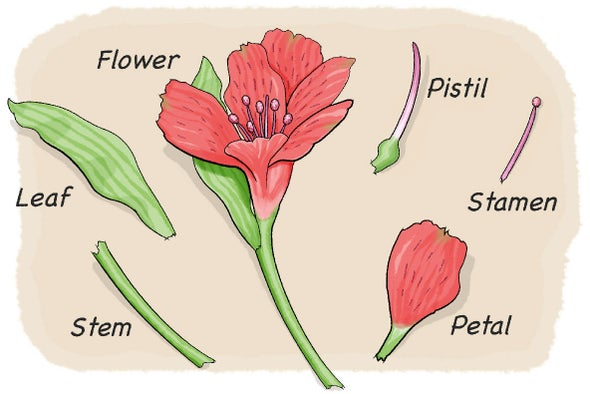 Flower
Pistil
Leaf
Stamen
Stem
Petal